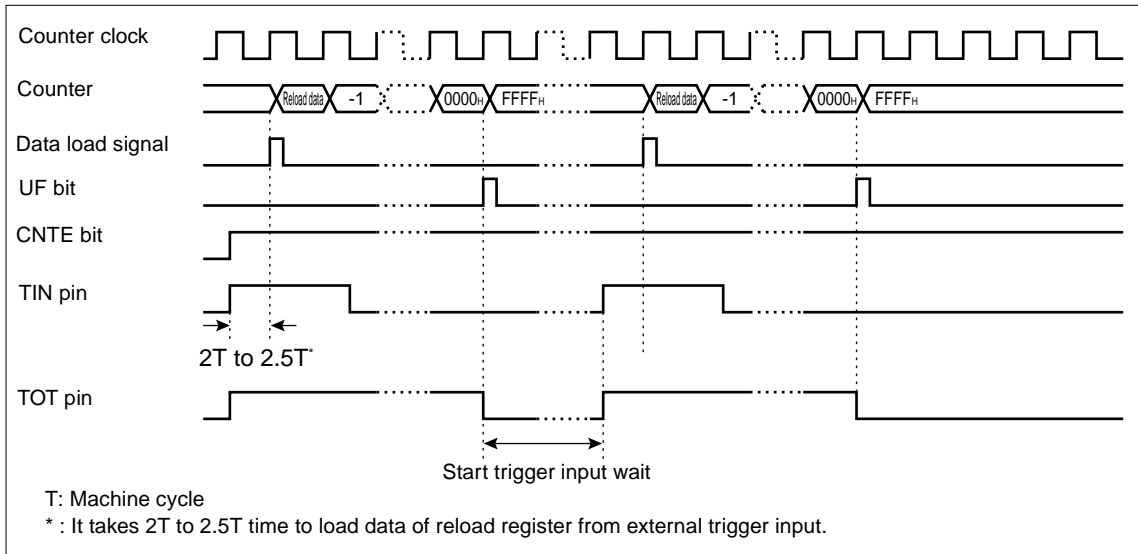 Counter clock
Counter
Reload data -1 0000H FFFFH Reload data -1 0000H FFFFH
Data load signal
UF bit
CNTE bit
TIN pin
2T to 2.5T*
TOT pin
Start trigger input wait
T: Machine cycle
* : It takes 2T to 2.5T time to load data of reload register from external trigger input.